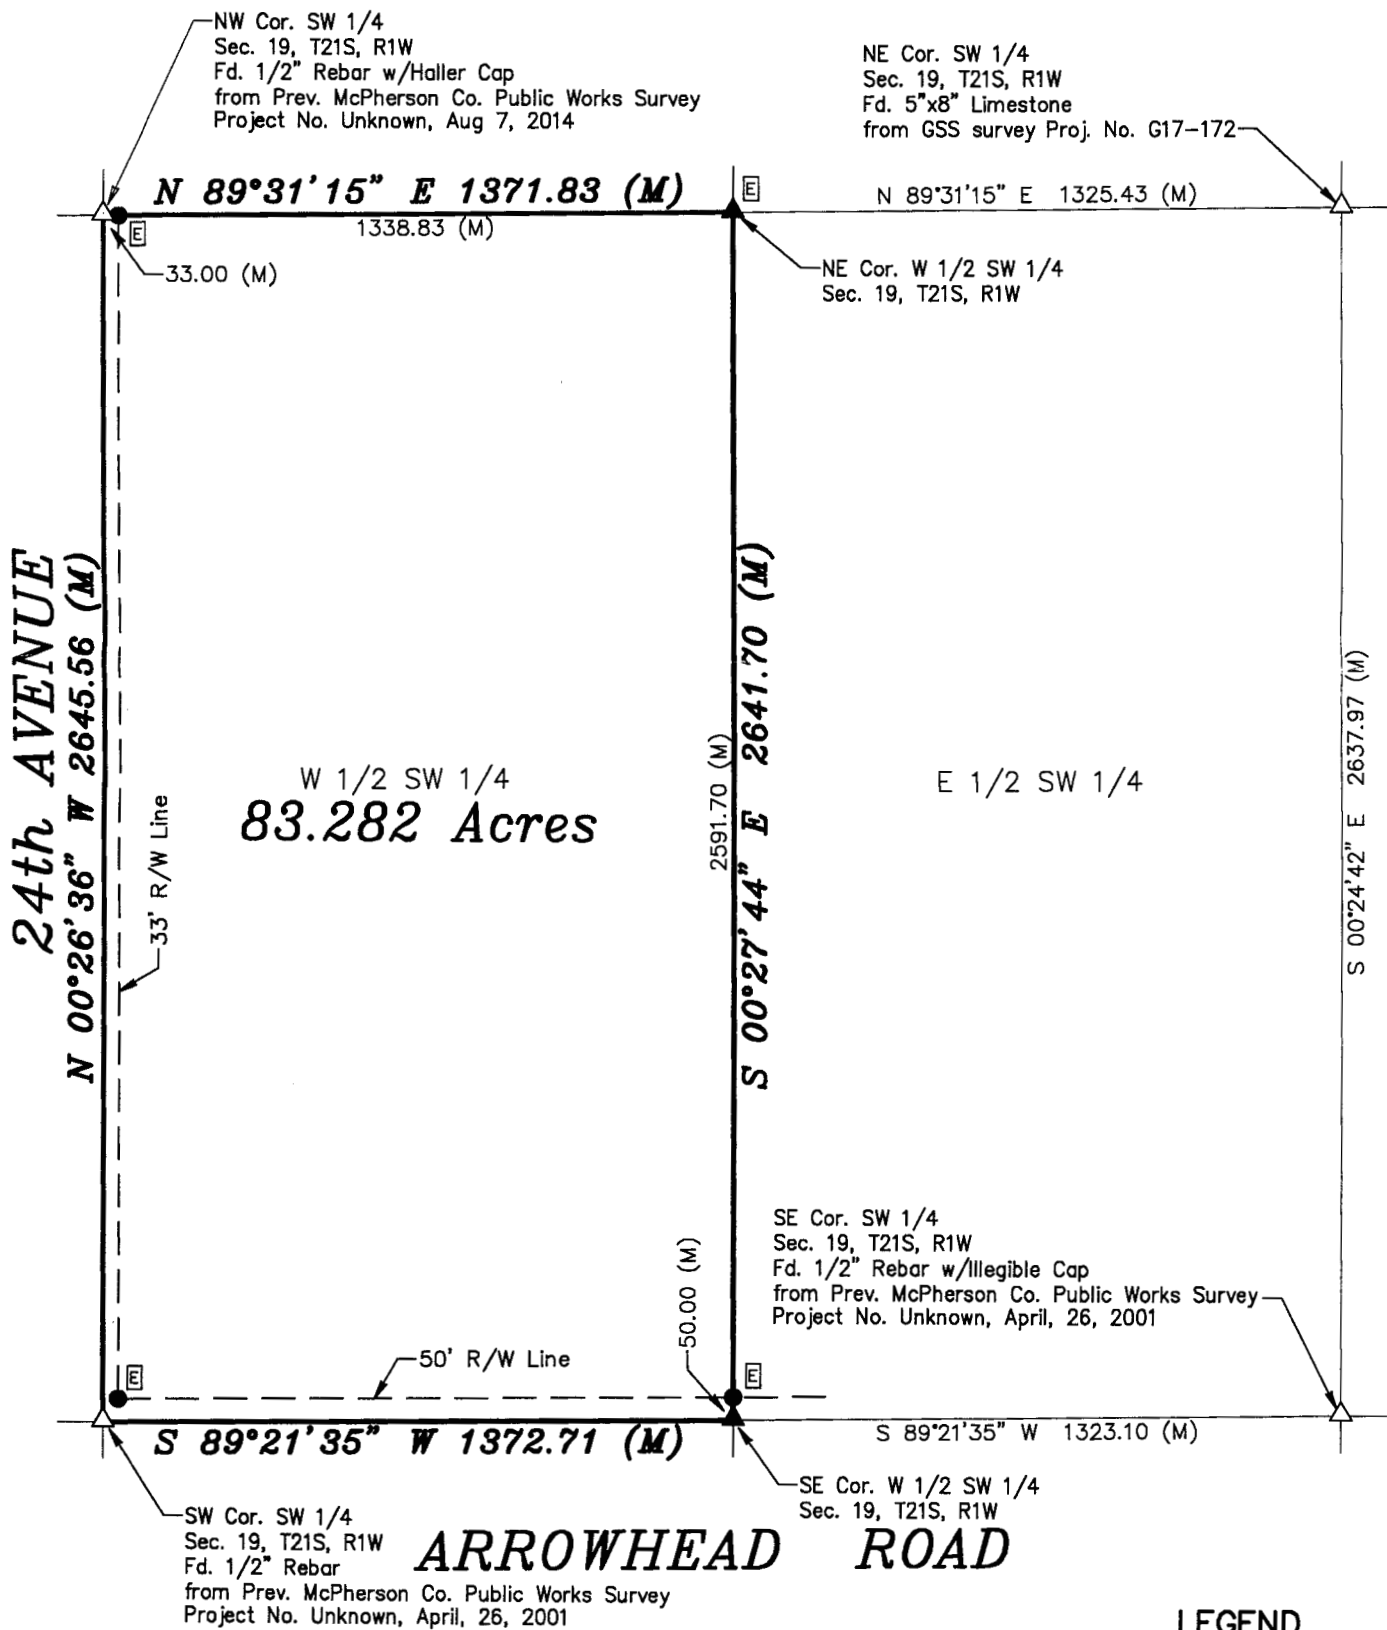 NW Cor. SW 1/4
Sec. 19, T21S, R1W
Fd. 1/2" Rebar w/Haller Cap
from Prev. McPherson Co. Public Works Survey
Project No. Unknown, Aug 7, 2014
NE Cor. SW 1/4
Sec. 19, T21S, R1W
Fd. 5"x8" Limestone
from GSS survey Proj. No. G17-172
N 89°31'15" E 1371.83 (M)
E
N 89°31'15" E 1325.43 (M)
1338.83 (M)
E
33.00 (M)
NE Cor. W 1/2 SW 1/4
Sec. 19, T21S, R1W
24th AVENUE
N 00°26'36" W 2645.56 (M)
33' R/W Line
W 1/2 SW 1/4
83.282 Acres
2591.70 (M)
S 00°27'44" E 2641.70 (M)
E 1/2 SW 1/4
S 00°24'42" E 2637.97 (M)
SE Cor. SW 1/4
Sec. 19, T21S, R1W
Fd. 1/2" Rebar w/Illegible Cap
from Prev. McPherson Co. Public Works Survey
Project No. Unknown, April, 26, 2001
50.00 (M)
50' R/W Line
E
E
S 89°21'35" W 1372.71 (M)
S 89°21'35" W 1323.10 (M)
SE Cor. W 1/2 SW 1/4
Sec. 19, T21S, R1W
SW Cor. SW 1/4
Sec. 19, T21S, R1W
Fd. 1/2" Rebar
from Prev. McPherson Co. Public Works Survey
Project No. Unknown, April, 26, 2001
ARROWHEAD ROAD
LEGEND